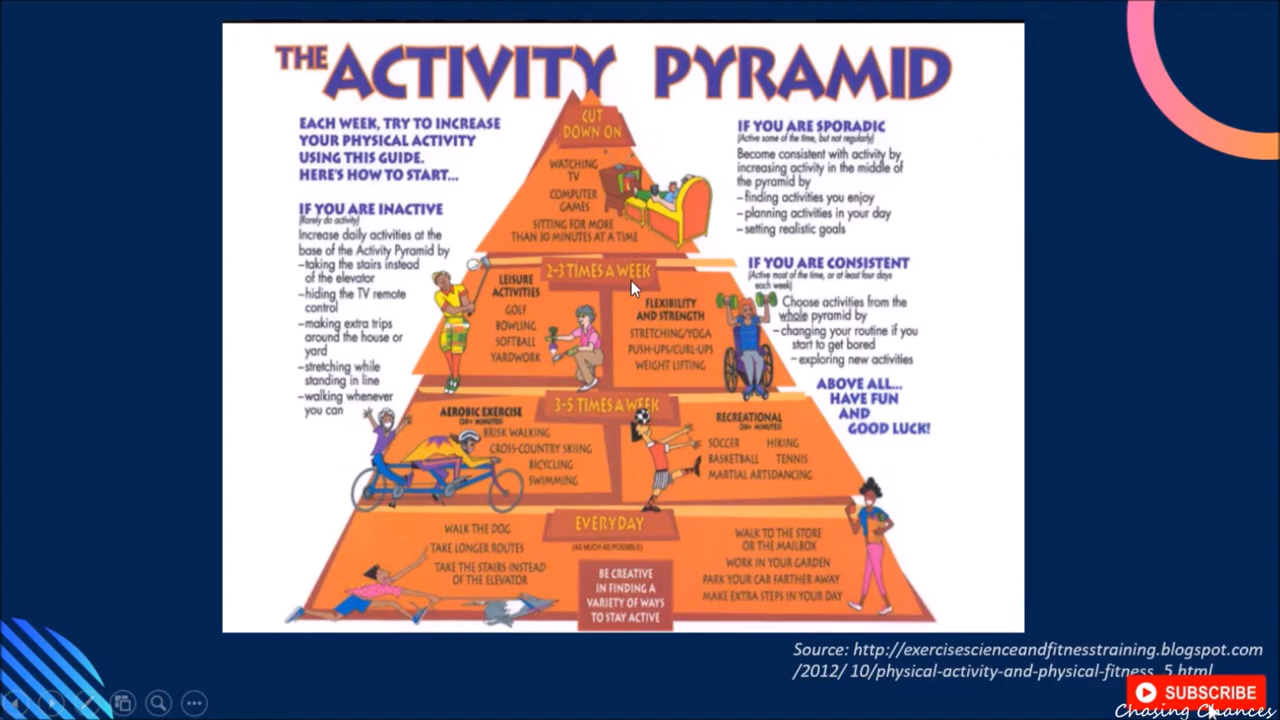 THE ACTIVITY PYRAMID
EACH WEEK, TRY TO INCREASE
YOUR PHYSICAL ACTIVITY
USING THIS GUIDE.
HERE'S HOW TO START...
IF YOU ARE INACTIVE
(Rarely do activity)
Increase daily activities at the
base of the Activity Pyramid by
–taking the stairs instead
of the elevator
–hiding the TV remote
control
–making extra trips
around the house or
yard
–stretching while
standing in line
–walking whenever
you can
CUT
DOWN ON
WATCHING
TV
COMPUTER
GAMES
SITTING FOR MORE
THAN 30 MINUTES AT A TIME
IF YOU ARE SPORADIC
(Active some of the time, but not regularly)
Become consistent with activity by
increasing activity in the middle of
the pyramid by
–finding activities you enjoy
–planning activities in your day
–setting realistic goals
IF YOU ARE CONSISTENT
(Active most of the time, or at least four days
each week)
Choose activities from the
whole pyramid by
–changing your routine if you
start to get bored
–exploring new activities
ABOVE ALL...
HAVE FUN
AND
GOOD LUCK!
2-3 TIMES A WEEK
LEISURE
ACTIVITIES
GOLF
BOWLING
SOFTBALL
YARDWORK
FLEXIBILITY
AND STRENGTH
STRETCHING/YOGA
PUSH-UPS/CURL-UPS
WEIGHT LIFTING
3-5 TIMES A WEEK
AEROBIC EXERCISE
(20+ MINUTES)
BRISK WALKING
CROSS-COUNTRY SKIING
BICYCLING
SWIMMING
RECREATIONAL
(30+ MINUTES)
SOCCER HIKING
BASKETBALL TENNIS
MARTIAL ARTS DANCING
EVERYDAY
(AS MUCH AS POSSIBLE)
WALK THE DOG
TAKE LONGER ROUTES
TAKE THE STAIRS INSTEAD
OF THE ELEVATOR
BE CREATIVE
IN FINDING A
VARIETY OF WAYS
TO STAY ACTIVE
WALK TO THE STORE
OR THE MAILBOX
WORK IN YOUR GARDEN
PARK YOUR CAR FARTHER AWAY
MAKE EXTRA STEPS IN YOUR DAY
Source: http://exercisescienceandfitnesstraining.blogspot.com
/2012/ 10/physical-activity-and-physical-fitness_5.html
SUBSCRIBE
Chasing Chances